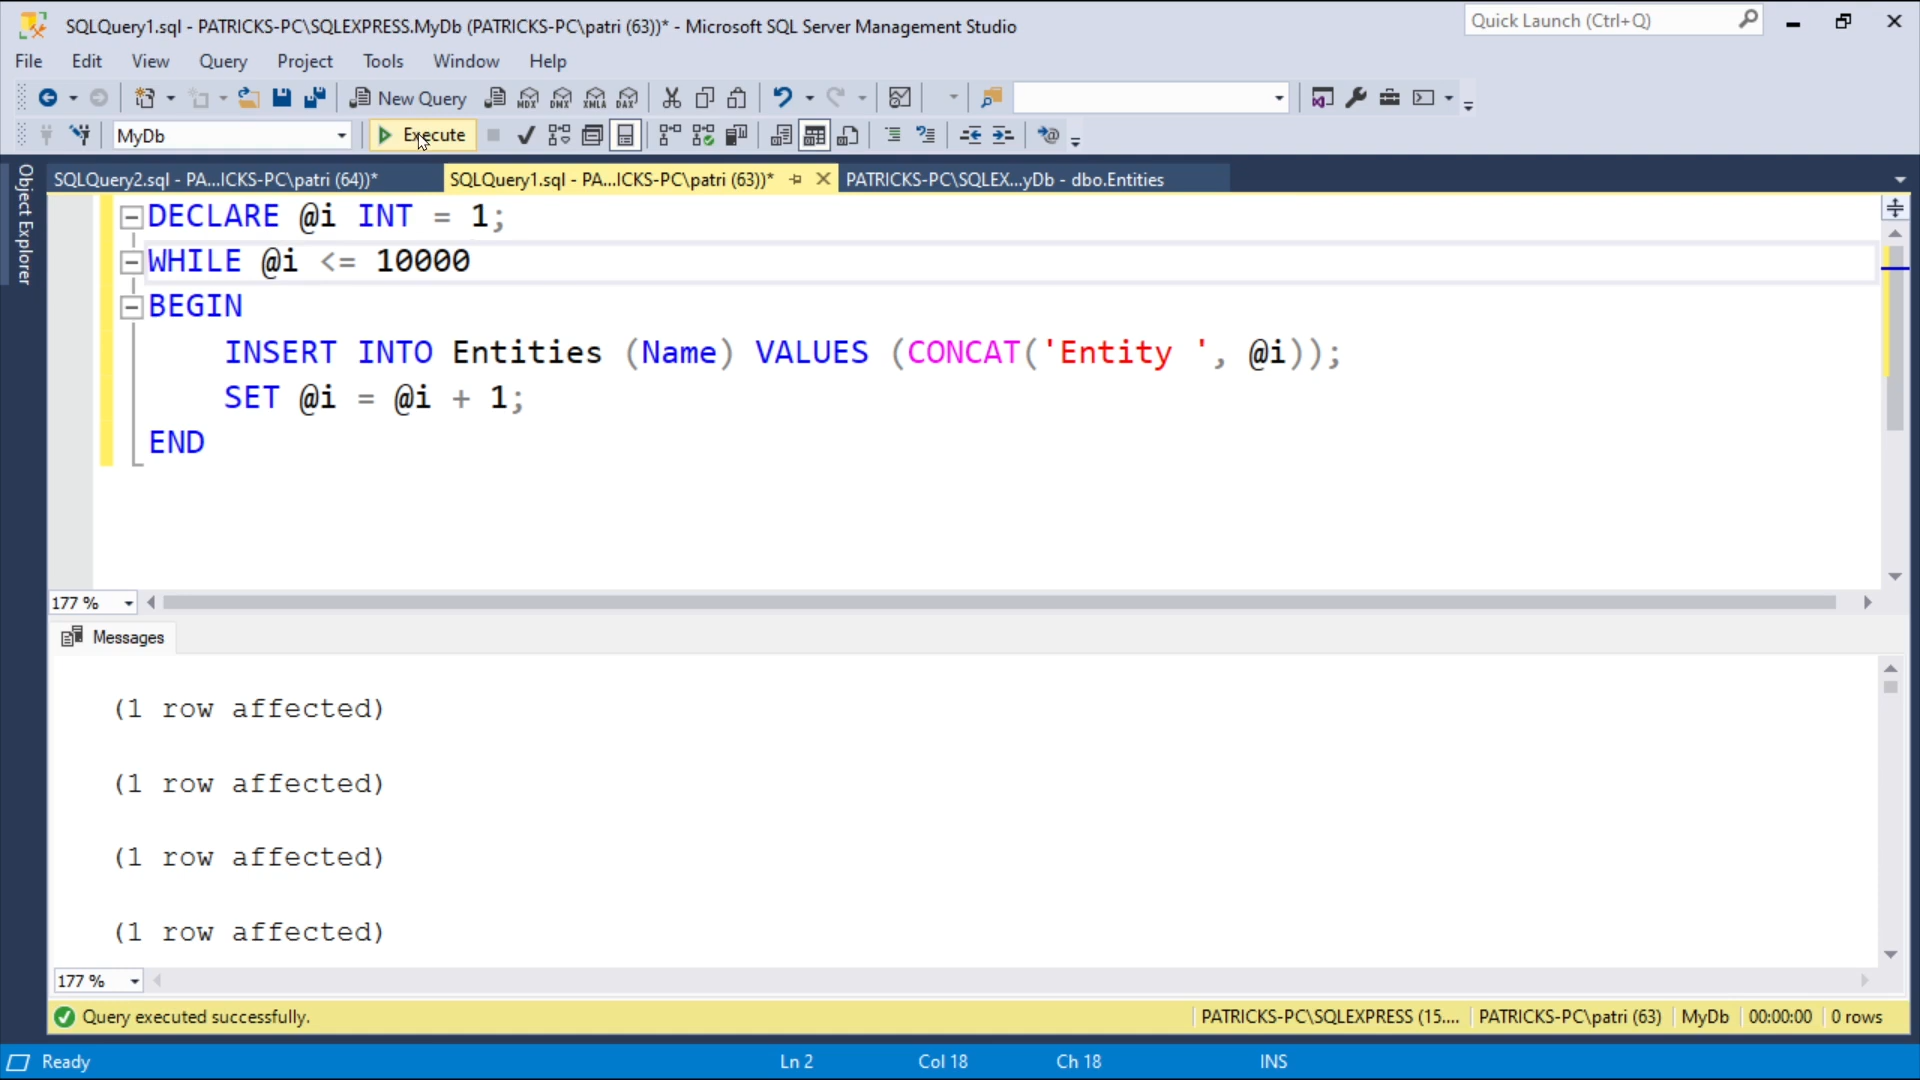 SQLQuery1.sql - PATRICKS-PC\SQLEXPRESS.MyDb (PATRICKS-PC\patri (63))* - Microsoft SQL Server Management Studio
Quick Launch (Ctrl+Q)
File Edit View Query Project Tools Window Help
New Query MDX DMX XMLA DAX
MyDb Execute
Object Explorer
SQLQuery2.sql - PA...ICKS-PC\patri (64))* SQLQuery1.sql - PA...ICKS-PC\patri (63))* PATRICKS-PC\SQLEX...yDb - dbo.Entities
DECLARE @i INT = 1;
WHILE @i <= 10000
BEGIN
INSERT INTO Entities (Name) VALUES (CONCAT('Entity ', @i));
SET @i = @i + 1;
END
177 %
Messages
(1 row affected)
(1 row affected)
(1 row affected)
(1 row affected)
177 %
Query executed successfully. PATRICKS-PC\SQLEXPRESS (15.... PATRICKS-PC\patri (63) MyDb 00:00:00 0 rows
Ready Ln 2 Col 18 Ch 18 INS